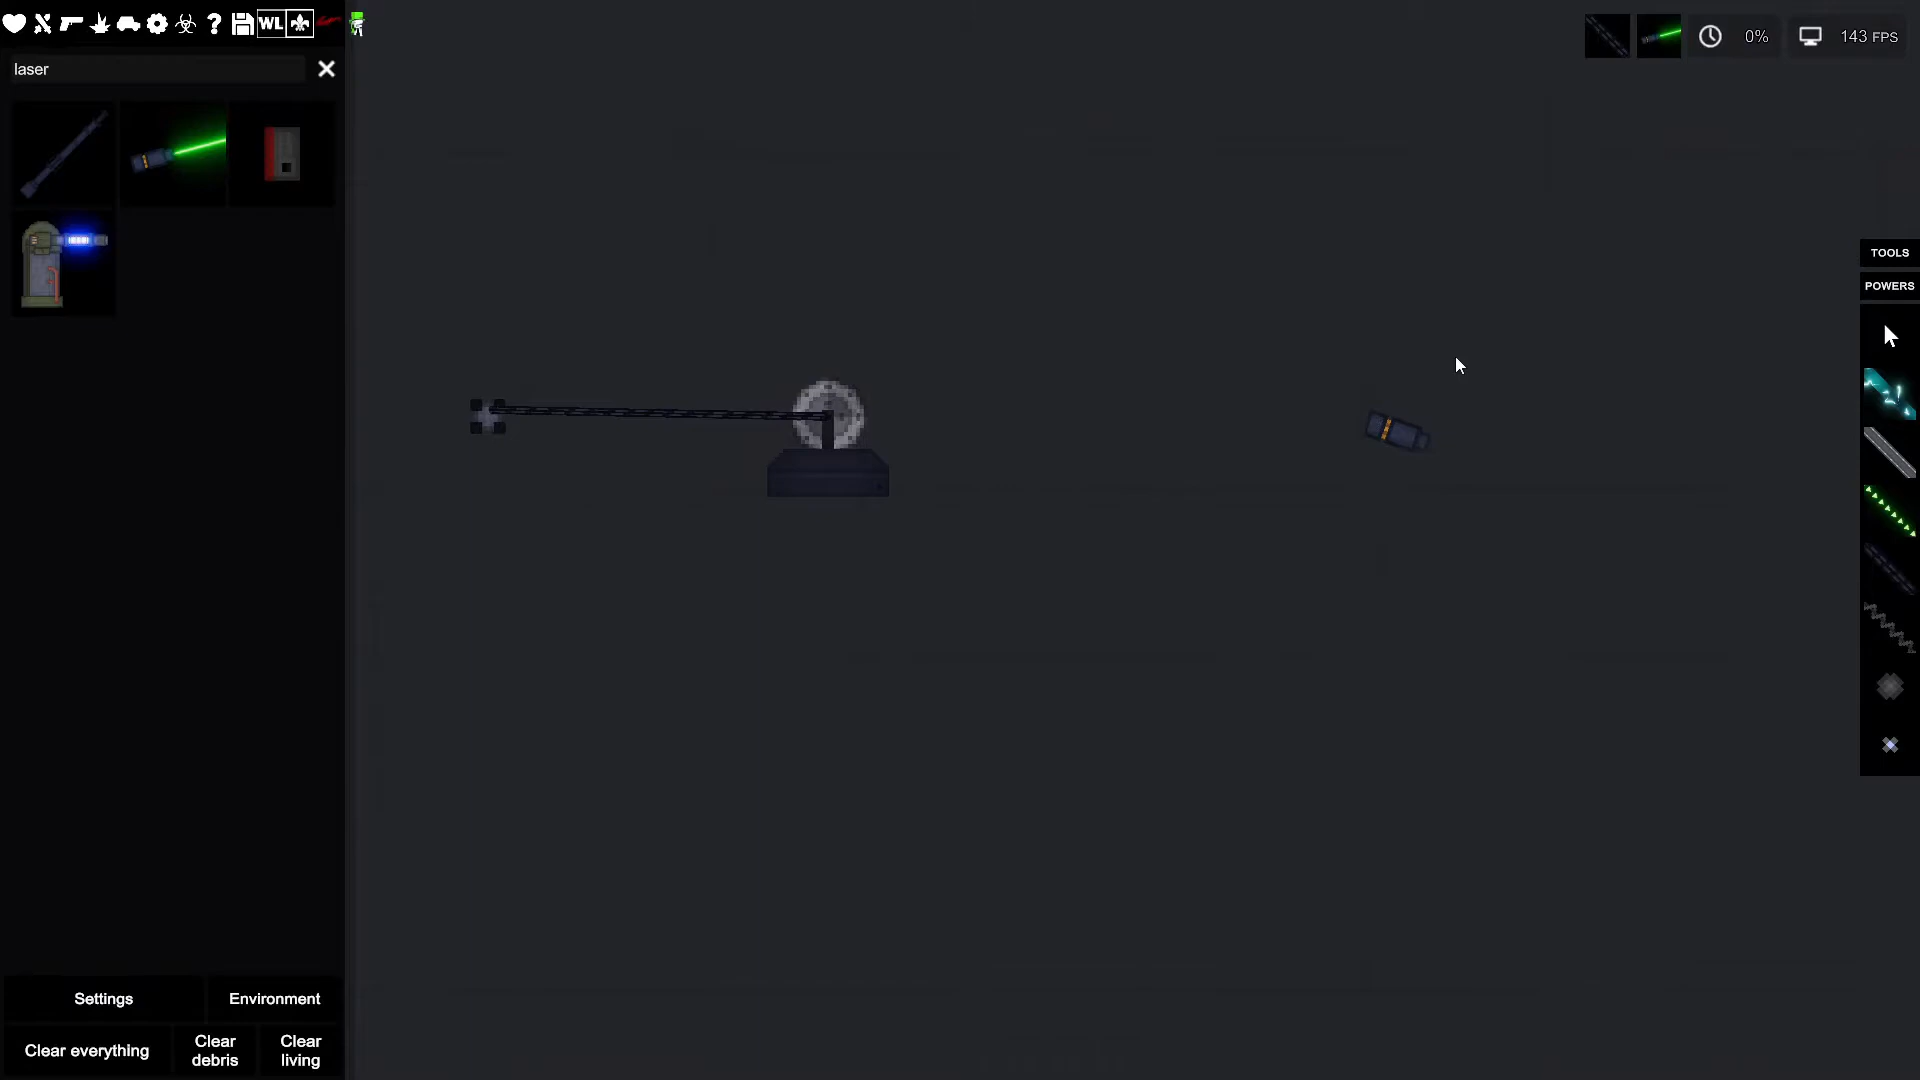 WL
laser
0%
143 FPS
TOOLS
POWERS
Settings
Environment
Clear everything
Clear
debris
Clear
living